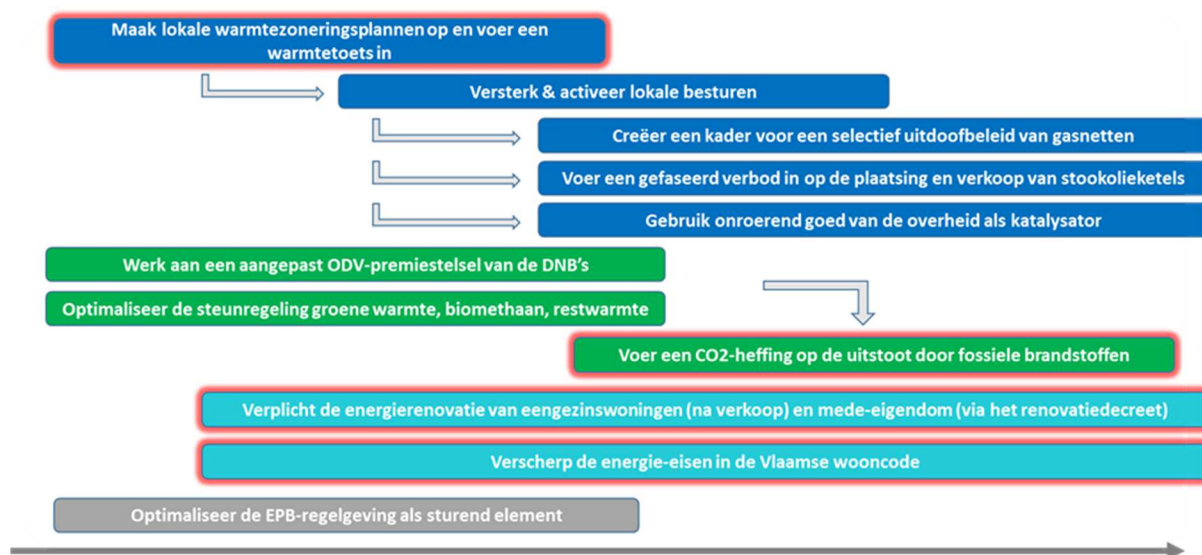 Maak lokale warmtezoneringsplannen op en voer een
warmtetoets in
Versterk & activeer lokale besturen
Creëer een kader voor een selectief uitdoofbeleid van gasnetten
Voer een gefaseerd verbod in op de plaatsing en verkoop van stookolieketels
Gebruik onroerend goed van de overheid als katalysator
Werk aan een aangepast ODV-premiestelsel van de DNB’s
Optimaliseer de steunregeling groene warmte, biomethaan, restwarmte
Voer een CO2-heffing op de uitstoot door fossiele brandstoffen
Verplicht de energierenovatie van eengezinswoningen (na verkoop) en mede-eigendom (via het renovatiedecreet)
Verscherp de energie-eisen in de Vlaamse wooncode
Optimaliseer de EPB-regelgeving als sturend element